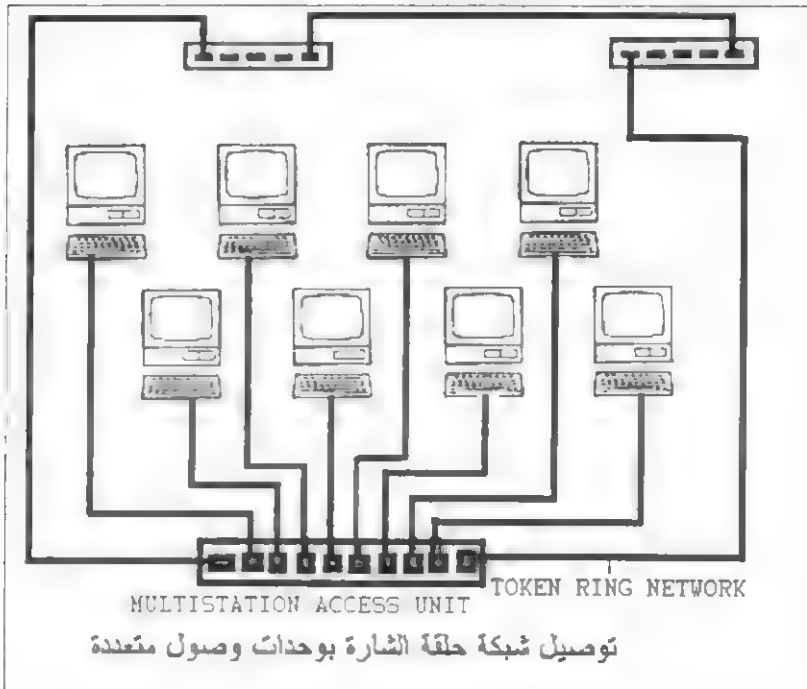 TOKEN RING NETWORK
MULTISTATION ACCESS UNIT
توصيل شبكة حلقة الشارة بوحدات وصول متعددة